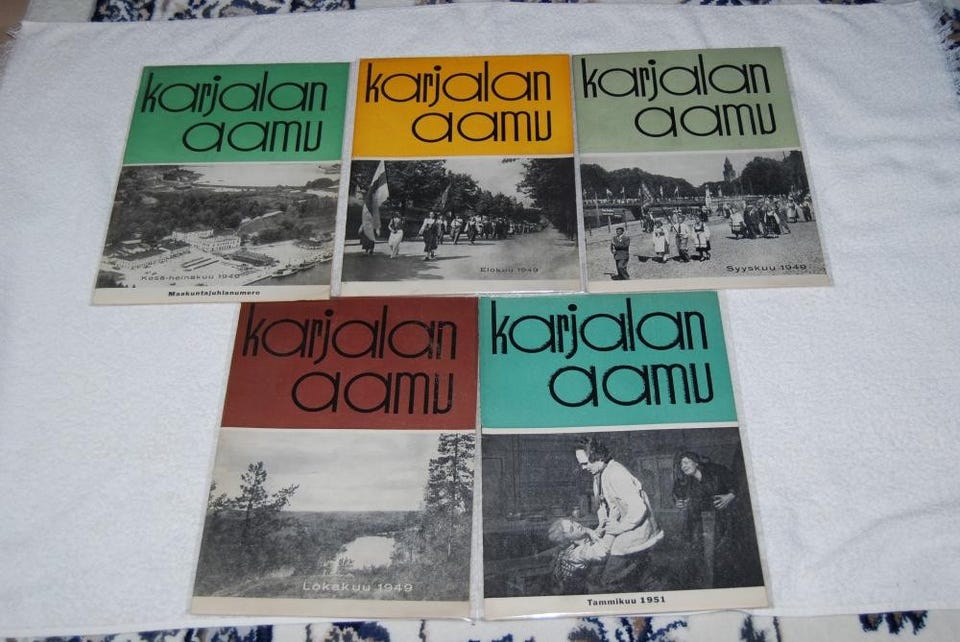 karjalan
aamu
Kesä-heinäkuu 1949
Maakuntajuhlanumero
karjalan
aamu
Elokuu 1949
karjalan
aamu
Syyskuu 1949
karjalan
aamu
Lokakuu 1949
karjalan
aamu
Tammikuu 1951